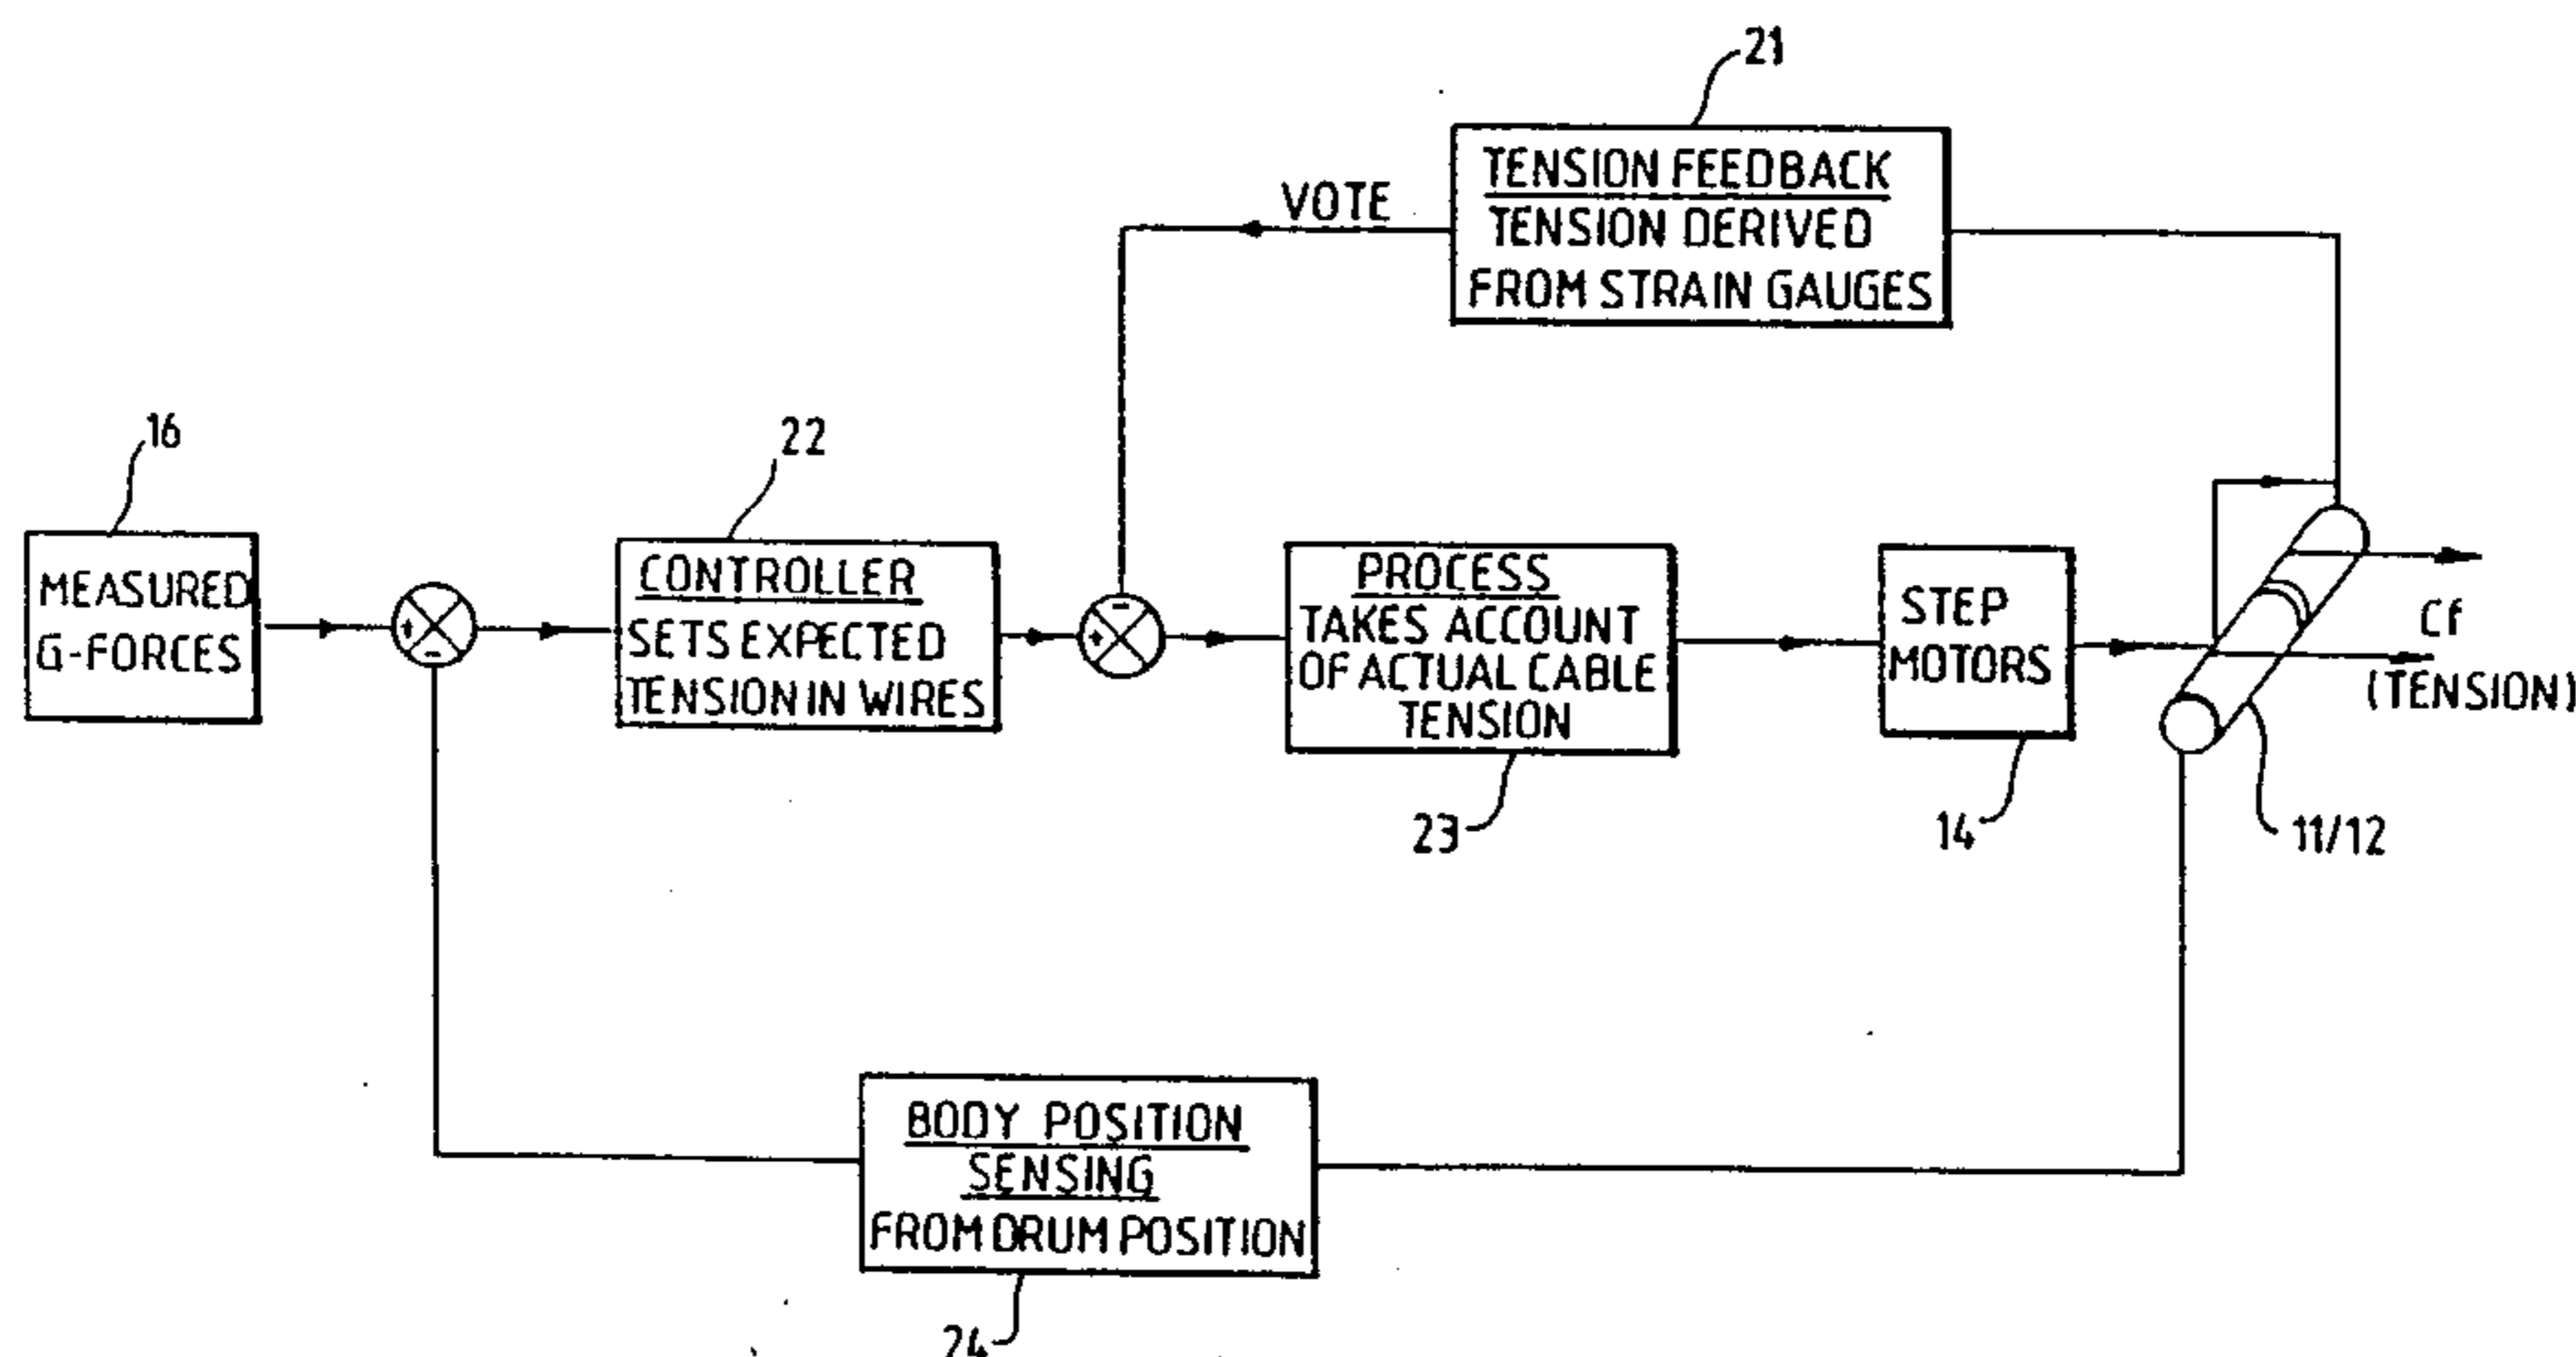 21
TENSION FEEDBACK
TENSION DERIVED
FROM STRAIN GAUGES
VOTE
16
MEASURED
G-FORCES
+
-
22
CONTROLLER
SETS EXPECTED
TENSION IN WIRES
-
+
PROCESS
TAKES ACCOUNT
OF ACTUAL CABLE
TENSION
23
STEP
MOTORS
14
Cf
(TENSION)
11/12
BODY POSITION
SENSING
FROM DRUM POSITION
24